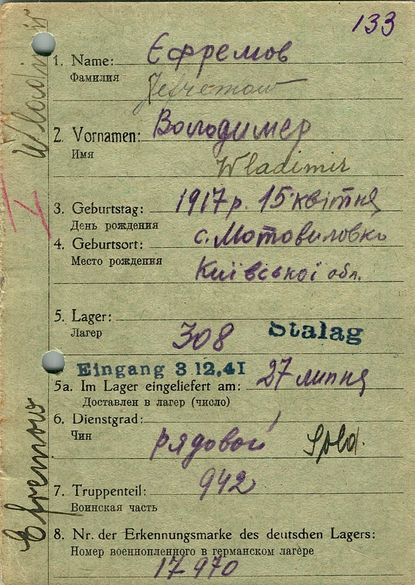 133
1. Name: Єфремов
Фамилия Jefremow
2. Vornamen: Володимер
Имя Wladimir
3. Geburtstag: 1917 р. 15 квітня
День рождения
4. Geburtsort: с. Мотовиловка
Место рождения Київської обл.
5. Lager: 308 Stalag
Лагерь
Eingang 3 12. 41
5a. Im Lager eingeliefert am: 27 липня
Доставлен в лагерь (число)
6. Dienstgrad: рядовой Sold.
Чин
7. Truppenteil: 942
Воинская часть
8. Nr. der Erkennungsmarke des deutschen Lagers:
Номер военнопленного в германском лагере
17970
Efremow
Wladimir